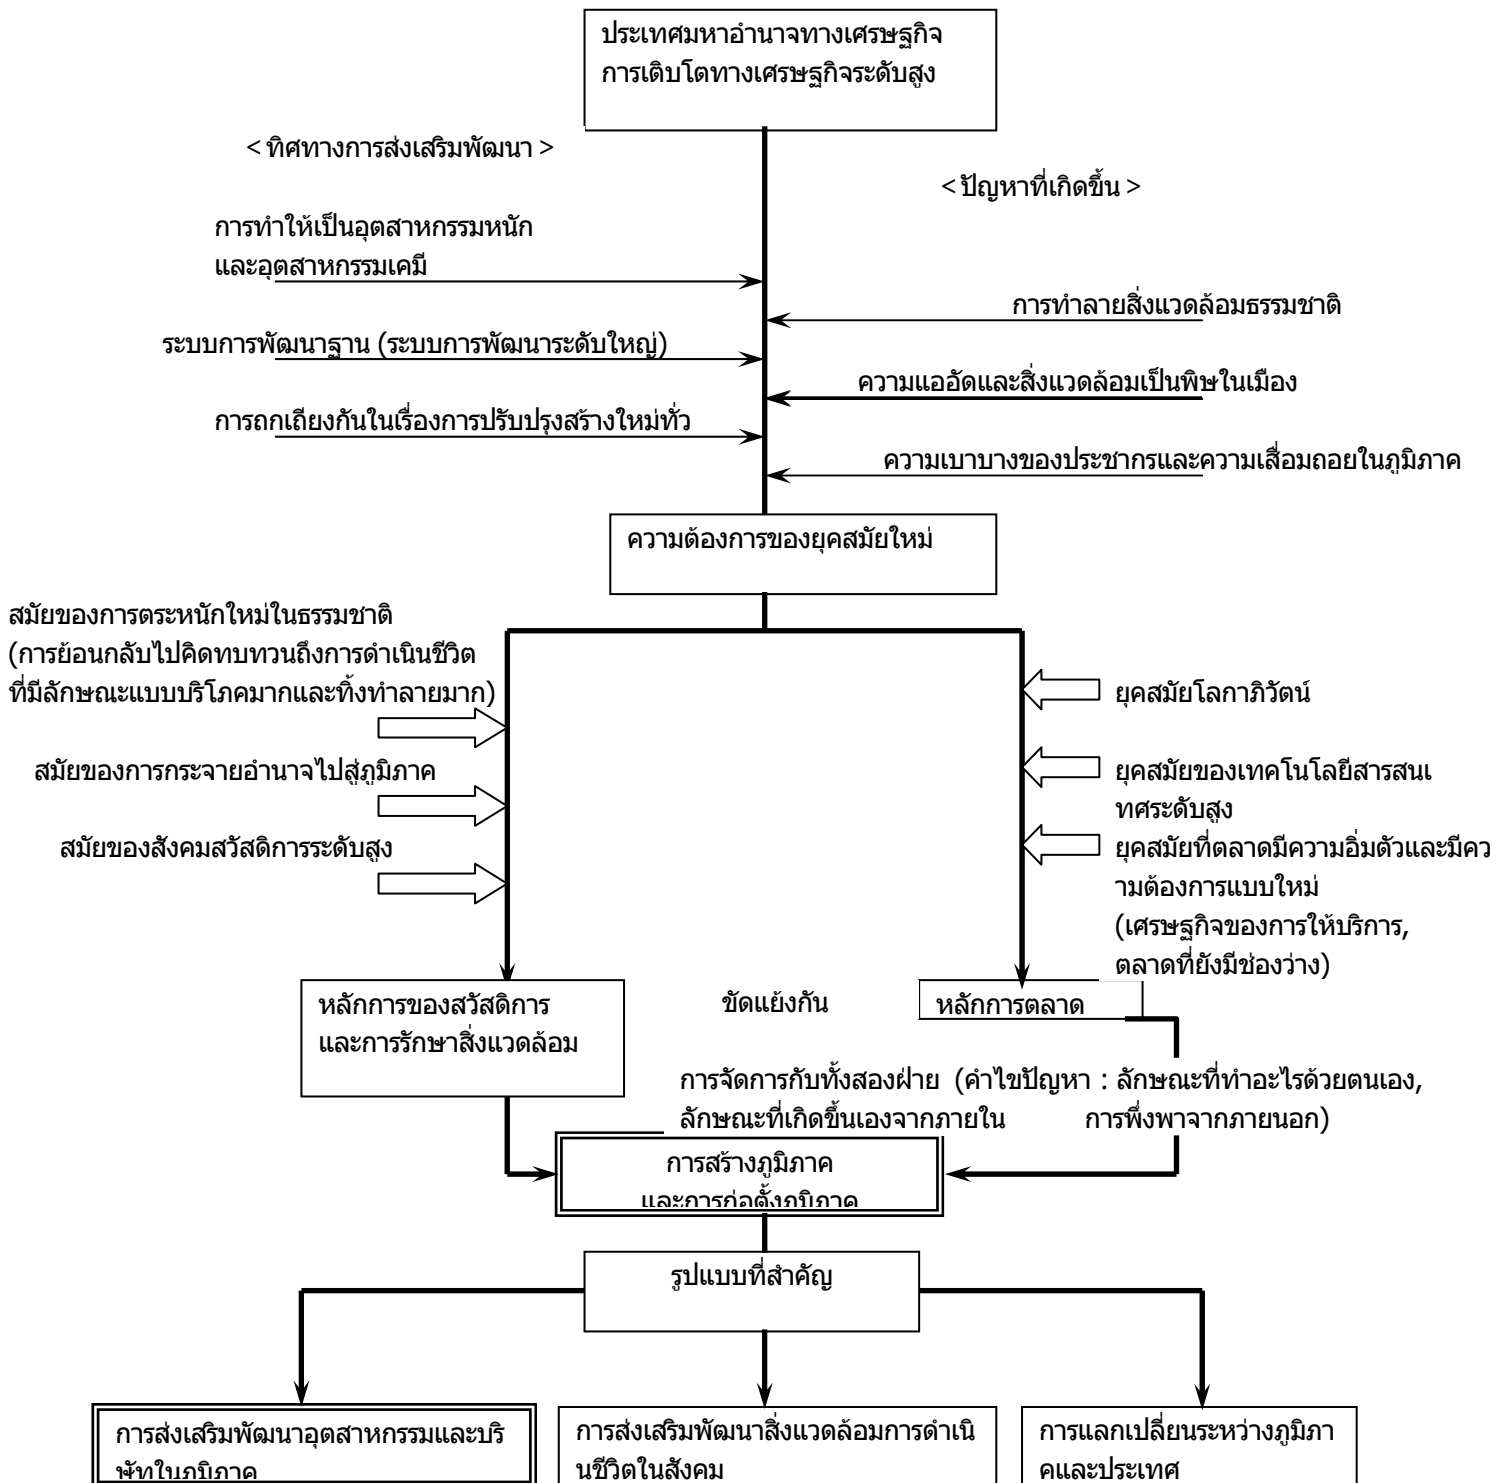 ประเทศมหาอำนาจทางเศรษฐกิจ
การเติบโตทางเศรษฐกิจระดับสูง
< ทิศทางการส่งเสริมพัฒนา >
< ปัญหาที่เกิดขึ้น >
การทำให้เป็นอุตสาหกรรมหนัก
และอุตสาหกรรมเคมี
การทำลายสิ่งแวดล้อมธรรมชาติ
ระบบการพัฒนาฐาน (ระบบการพัฒนาระดับใหญ่)
ความแออัดและสิ่งแวดล้อมเป็นพิษในเมือง
การถกเถียงกันในเรื่องการปรับปรุงสร้างใหม่ทั่ว
ความเบาบางของประชากรและความเสื่อมถอยในภูมิภาค
ความต้องการของยุคสมัยใหม่
สมัยของการตระหนักใหม่ในธรรมชาติ
(การย้อนกลับไปคิดทบทวนถึงการดำเนินชีวิต
ที่มีลักษณะแบบบริโภคมากและทิ้งทำลายมาก)
สมัยของการกระจายอำนาจไปสู่ภูมิภาค
สมัยของสังคมสวัสดิการระดับสูง
ยุคสมัยโลกาภิวัตน์
ยุคสมัยของเทคโนโลยีสารสนเ
ทศระดับสูง
ยุคสมัยที่ตลาดมีความอิ่มตัวและมีคว
ามต้องการแบบใหม่
(เศรษฐกิจของการให้บริการ,
ตลาดที่ยังมีช่องว่าง)
หลักการของสวัสดิการ
และการรักษาสิ่งแวดล้อม
ขัดแย้งกัน
หลักการตลาด
การจัดการกับทั้งสองฝ่าย (คำไขปัญหา : ลักษณะที่ทำอะไรด้วยตนเอง,
ลักษณะที่เกิดขึ้นเองจากภายใน การพึ่งพาจากภายนอก)
การสร้างภูมิภาค
และการก่อตั้งภูมิภาค
รูปแบบที่สำคัญ
การส่งเสริมพัฒนาอุตสาหกรรมและบริ
ษัทในภูมิภาค
การส่งเสริมพัฒนาสิ่งแวดล้อมการดำเนิ
นชีวิตในสังคม
การแลกเปลี่ยนระหว่างภูมิภา
คและประเทศ